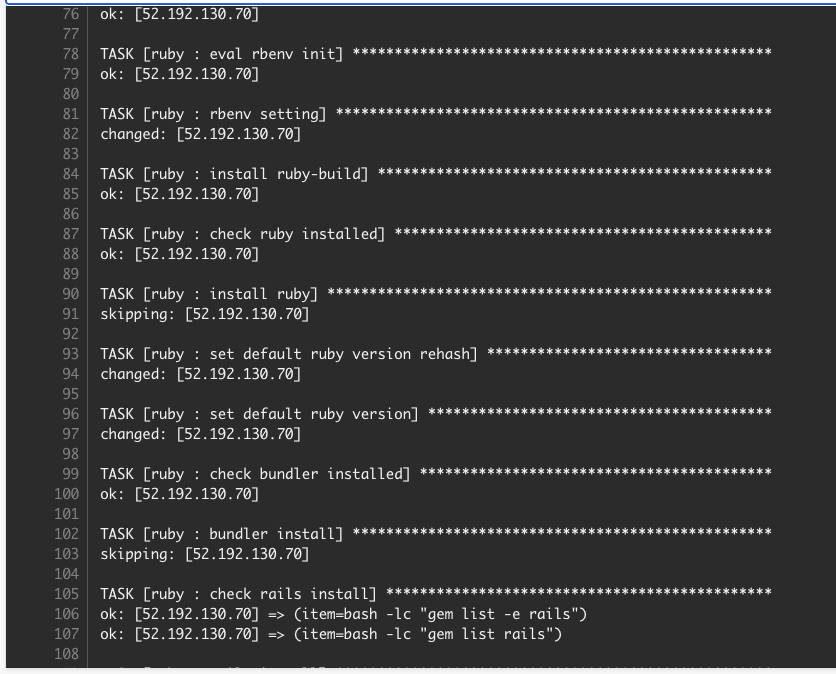 76 ok: [52.192.130.70]
77
78 TASK [ruby : eval rbenv init] **************************************************
79 ok: [52.192.130.70]
80
81 TASK [ruby : rbenv setting] ****************************************************
82 changed: [52.192.130.70]
83
84 TASK [ruby : install ruby-build] ***********************************************
85 ok: [52.192.130.70]
86
87 TASK [ruby : check ruby installed] *********************************************
88 ok: [52.192.130.70]
89
90 TASK [ruby : install ruby] *****************************************************
91 skipping: [52.192.130.70]
92
93 TASK [ruby : set default ruby version rehash] **********************************
94 changed: [52.192.130.70]
95
96 TASK [ruby : set default ruby version] *****************************************
97 changed: [52.192.130.70]
98
99 TASK [ruby : check bundler installed] ******************************************
100 ok: [52.192.130.70]
101
102 TASK [ruby : bundler install] **************************************************
103 skipping: [52.192.130.70]
104
105 TASK [ruby : check rails install] **********************************************
106 ok: [52.192.130.70] => (item=bash -lc "gem list -e rails")
107 ok: [52.192.130.70] => (item=bash -lc "gem list rails")
108